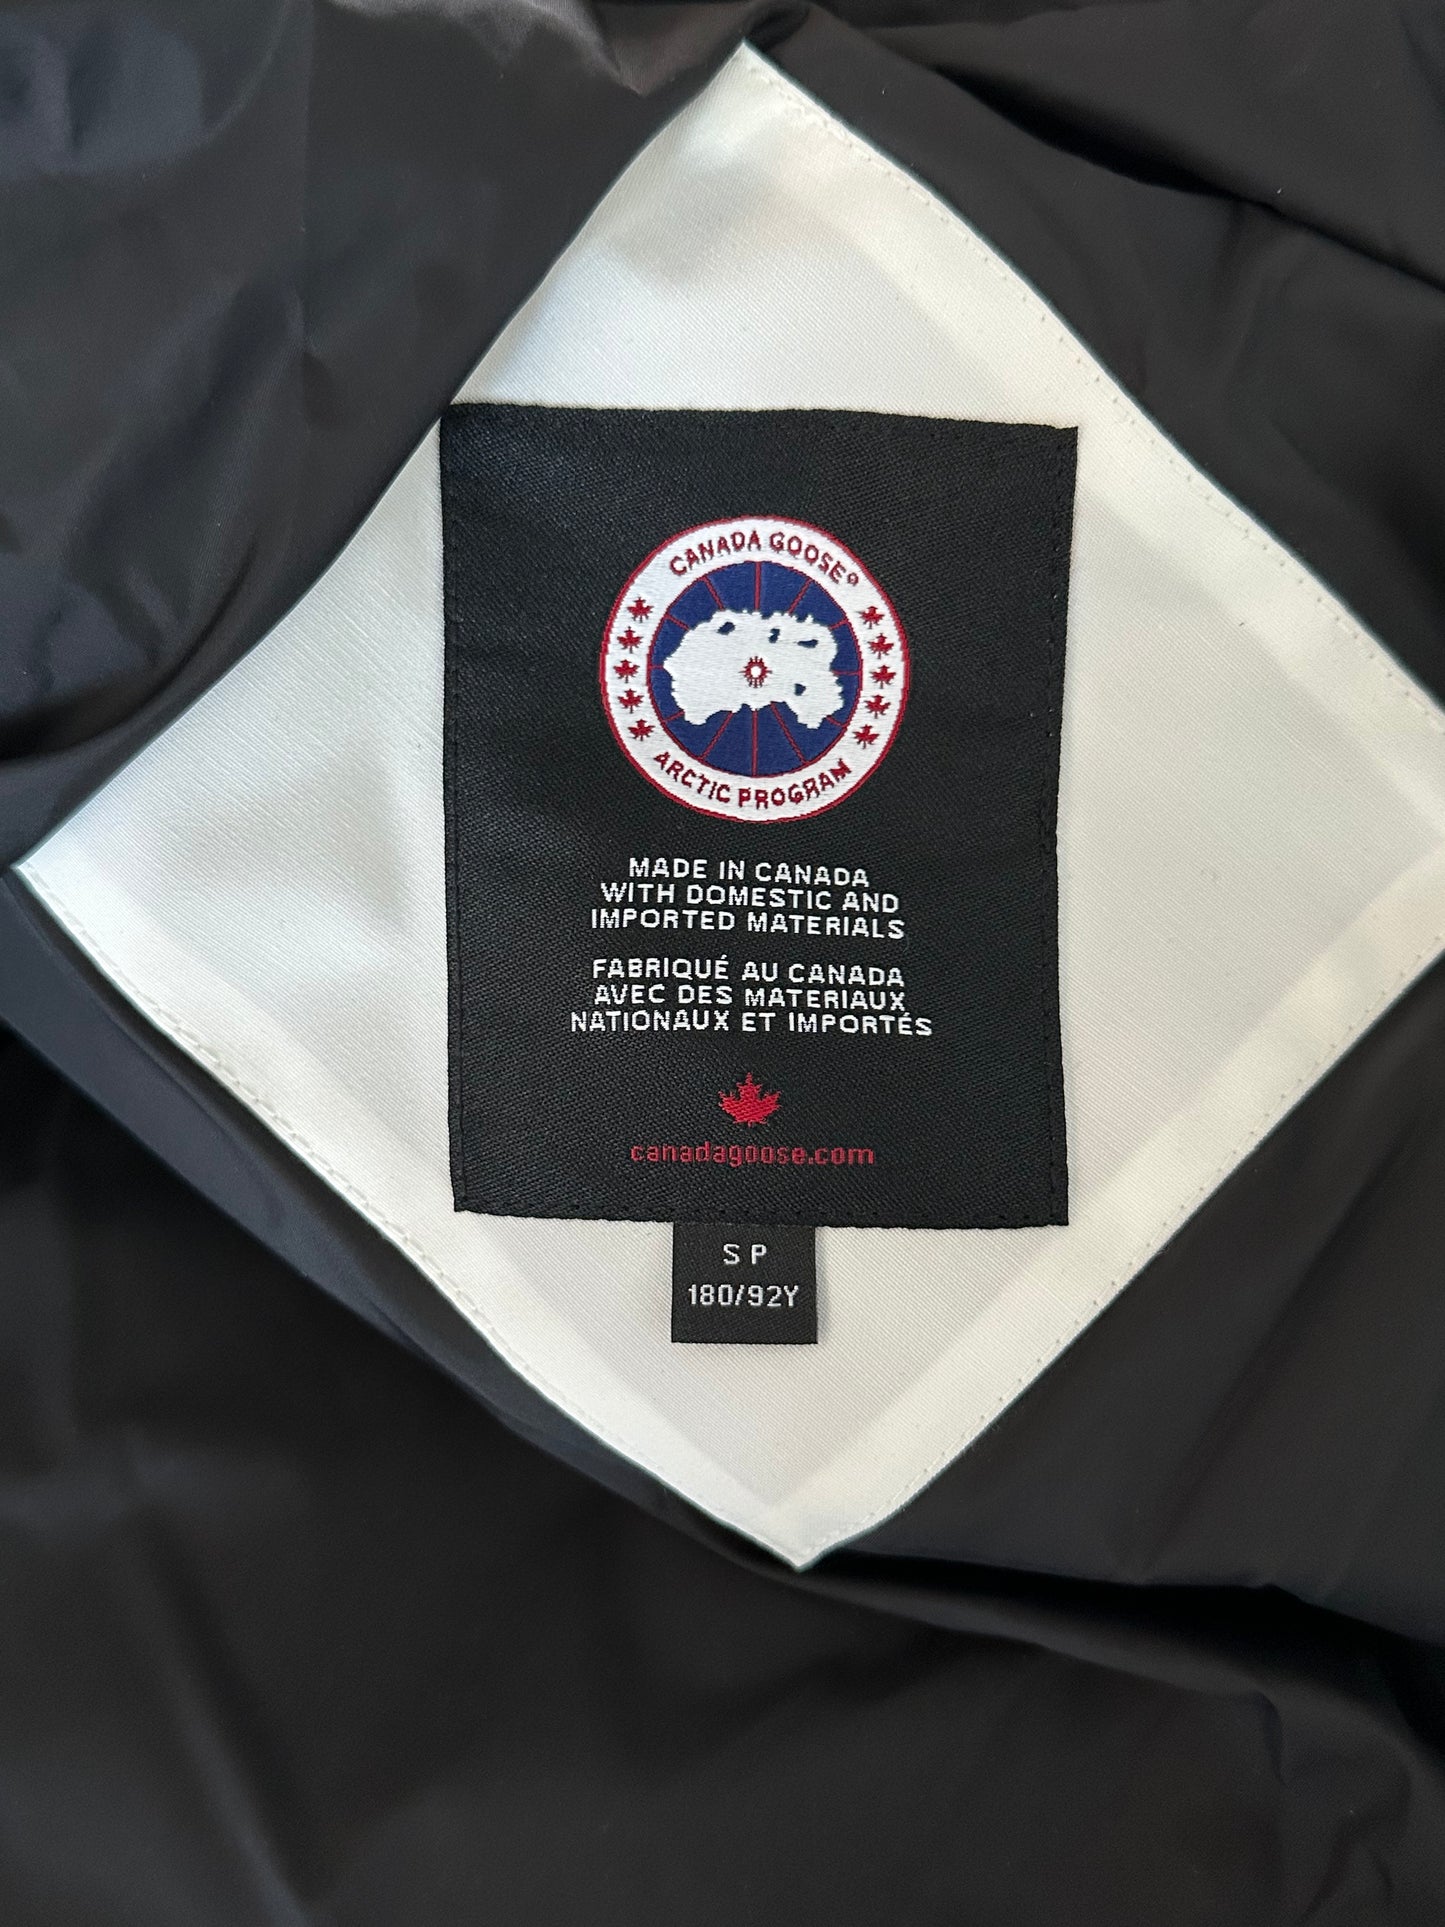 CANADA GOOSE®
ARCTIC PROGRAM
MADE IN CANADA
WITH DOMESTIC AND
IMPORTED MATERIALS
FABRIQUÉ AU CANADA
AVEC DES MATERIAUX
NATIONAUX ET IMPORTÉS
canadagoose.com
S P
180/92Y